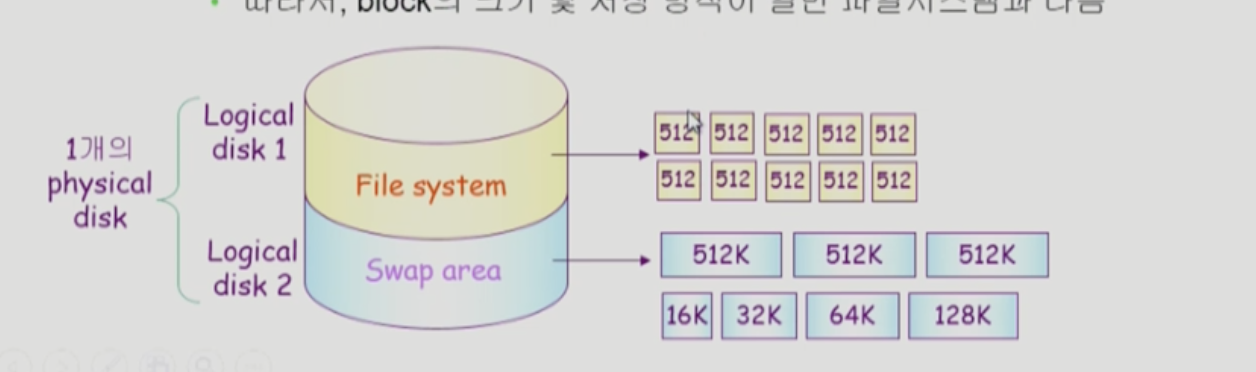 따라서, block의 크기 및 저장 방식이 일반 파일시스템과 다름
1개의
physical
disk
Logical
disk 1
File system
Logical
disk 2
Swap area
512 512 512 512 512
512 512 512 512 512
512K 512K 512K
16K 32K 64K 128K